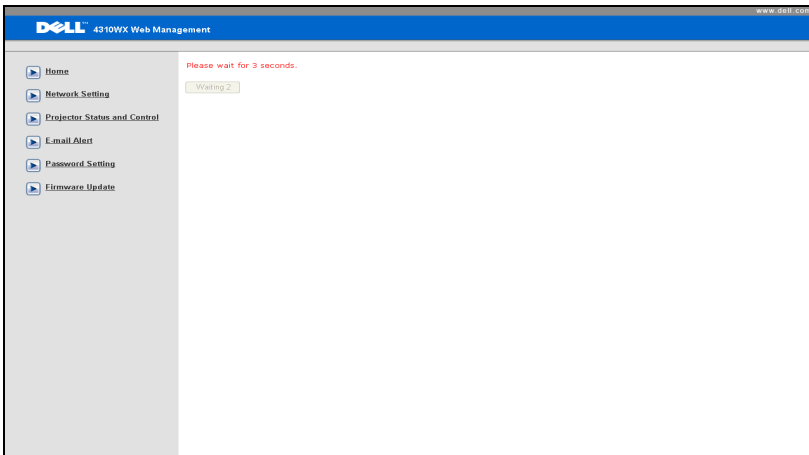 www.dell.com
DELL™ 4310WX Web Management
Home
Network Setting
Projector Status and Control
E-mail Alert
Password Setting
Firmware Update
Please wait for 3 seconds.
Waiting 2